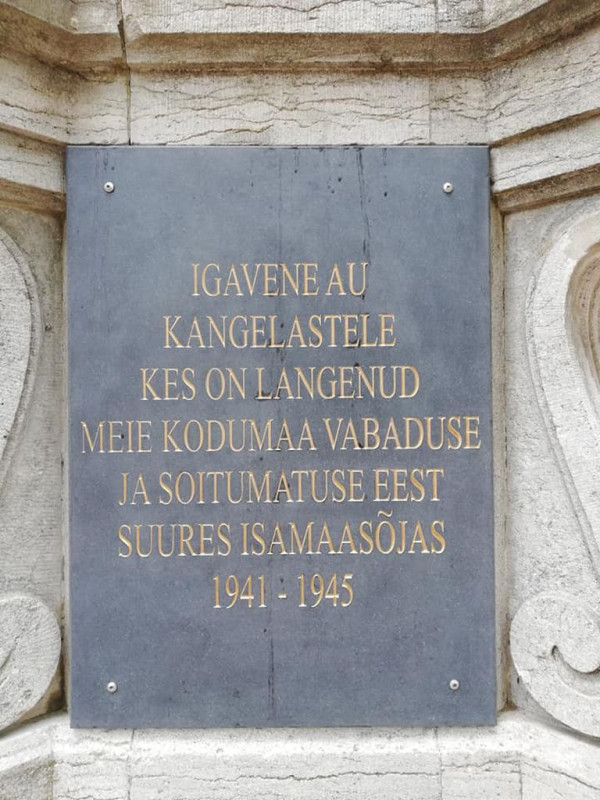 IGAVENE AU
KANGELASTELE
KES ON LANGENUD
MEIE KODUMAA VABADUSE
JA SOITUMATUSE EEST
SUURES ISAMAASÕJAS
1941 - 1945